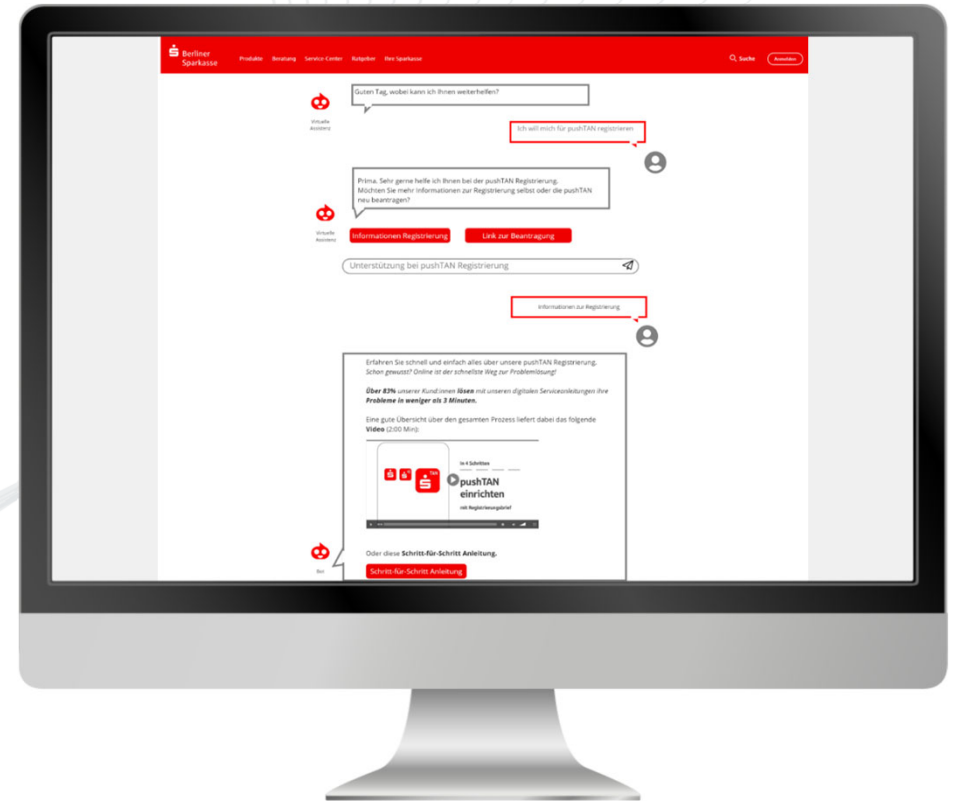 Berliner
Sparkasse
Produkte Beratung Service-Center Ratgeber Ihre Sparkasse
Suche
Anmelden
Guten Tag, wobei kann ich Ihnen weiterhelfen?
Virtuelle
Assistenz
Ich will mich für pushTAN registrieren
Prima. Sehr gerne helfe ich Ihnen bei der pushTAN Registrierung.
Möchten Sie mehr Informationen zur Registrierung selbst oder die pushTAN
neu beantragen?
Virtuelle
Assistenz
Informationen Registrierung
Link zur Beantragung
Unterstützung bei pushTAN Registrierung
Informationen zur Registrierung
Erfahren Sie schnell und einfach alles über unsere pushTAN Registrierung.
Schon gewusst? Online ist der schnellste Weg zur Problemlösung!
Über 83% unserer Kund:innen lösen mit unseren digitalen Serviceanleitungen ihre
Probleme in weniger als 3 Minuten.
Eine gute Übersicht über den gesamten Prozess liefert dabei das folgende
Video (2:00 Min):
TAN
In 4 Schritten
pushTAN
einrichten
mit Registrierungsbrief
Oder diese Schritt-für-Schritt Anleitung.
Bot
Schritt-für-Schritt Anleitung